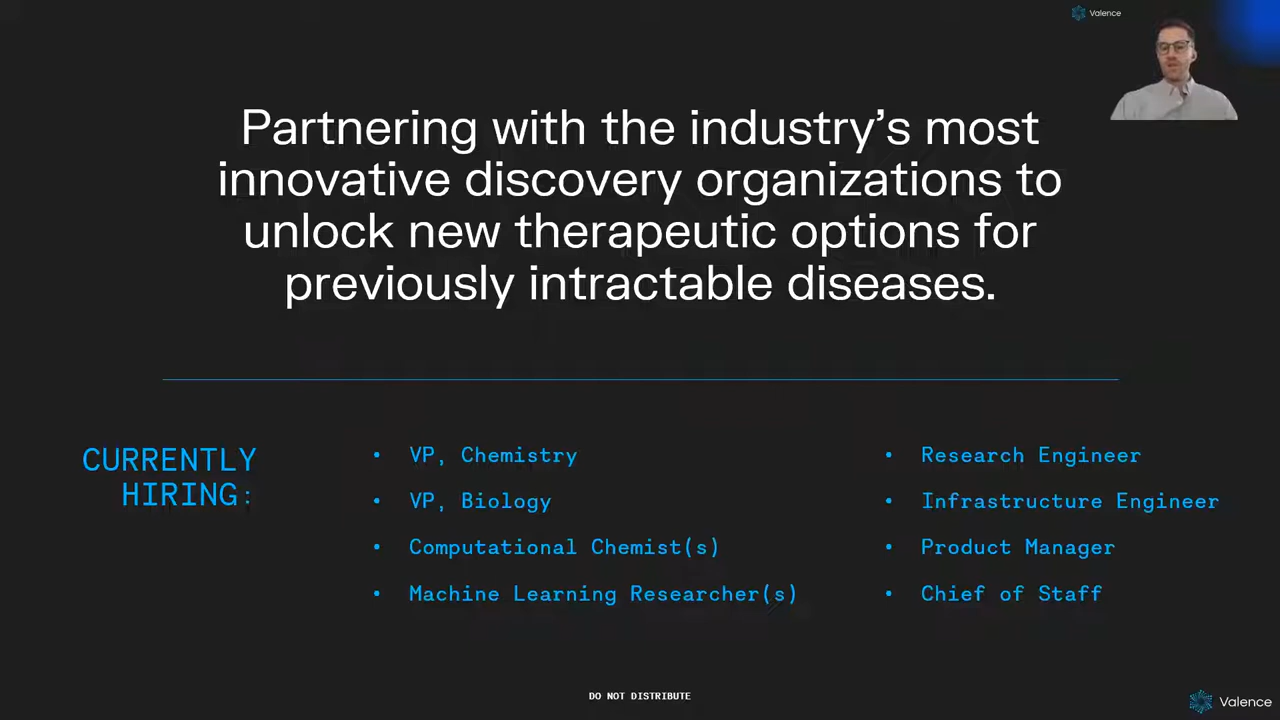 Valence
Partnering with the industry’s most
innovative discovery organizations to
unlock new therapeutic options for
previously intractable diseases.
CURRENTLY
HIRING:
• VP, Chemistry
• VP, Biology
• Computational Chemist(s)
• Machine Learning Researcher(s)
• Research Engineer
• Infrastructure Engineer
• Product Manager
• Chief of Staff
DO NOT DISTRIBUTE
Valence